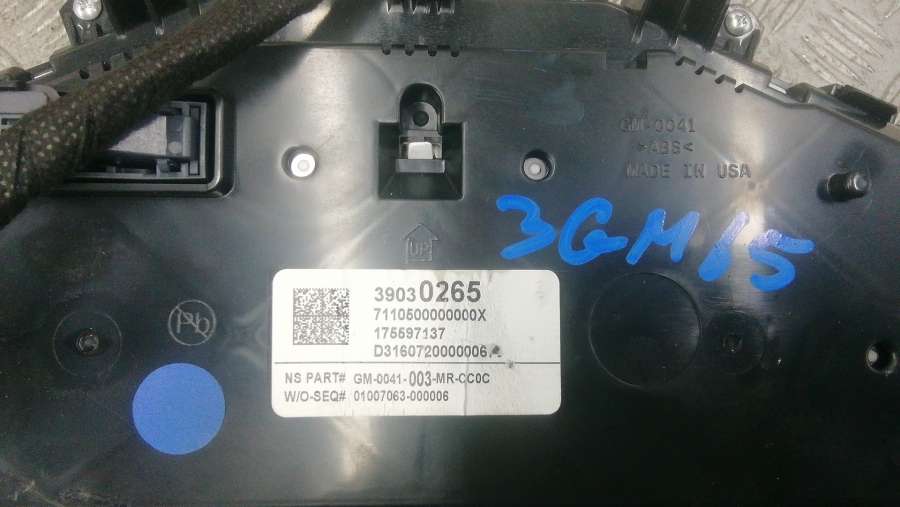 GM-0041
>ABS<
MADE IN USA
3GM15
UP
Pb
39030265
7110500000000X
175597137
NS PART# GM-0041-003-MR-CC0C
W/O-SEQ# 01007063-000006